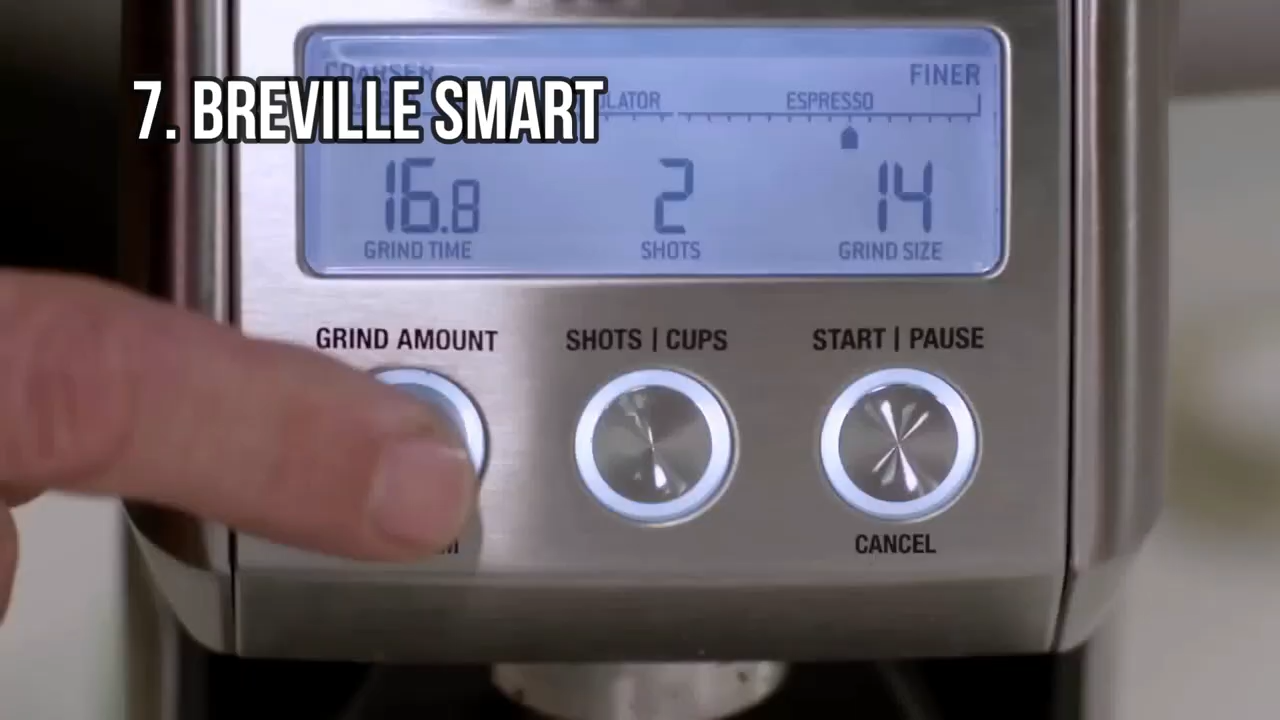 7. BREVILLE SMART
COARSER
FINER
ESPRESSO
16.8
2
14
GRIND TIME
SHOTS
GRIND SIZE
GRIND AMOUNT
SHOTS | CUPS
START | PAUSE
CANCEL